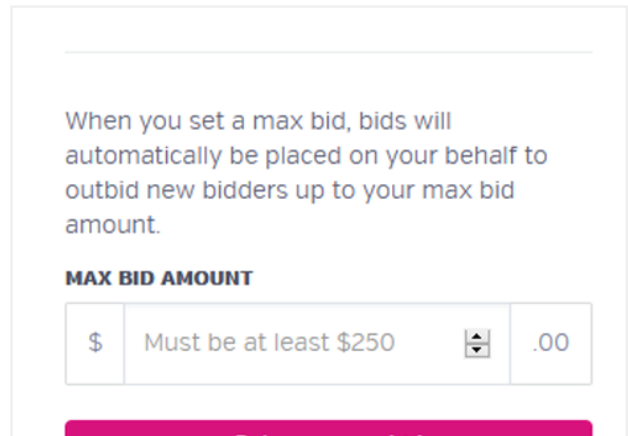 When you set a max bid, bids will
automatically be placed on your behalf to
outbid new bidders up to your max bid
amount.
MAX BID AMOUNT
$ Must be at least $250 .00